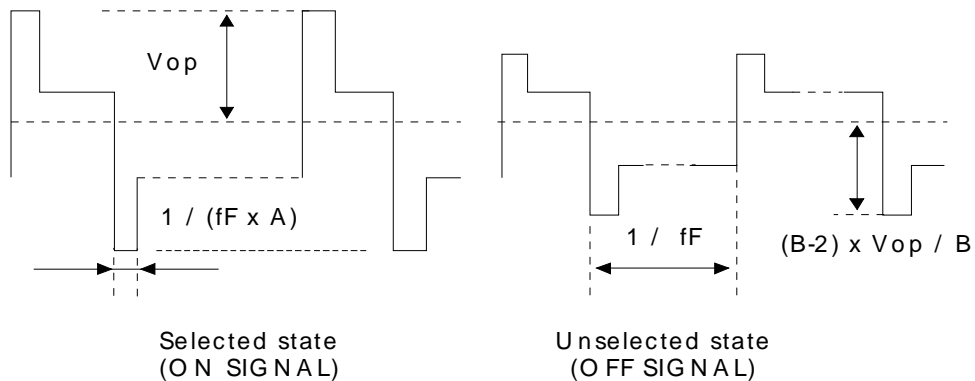 Vop
1 / (fF x A)
1 / fF
(B-2) x Vop / B
Selected state
(ON SIGNAL)
Unselected state
(OFF SIGNAL)